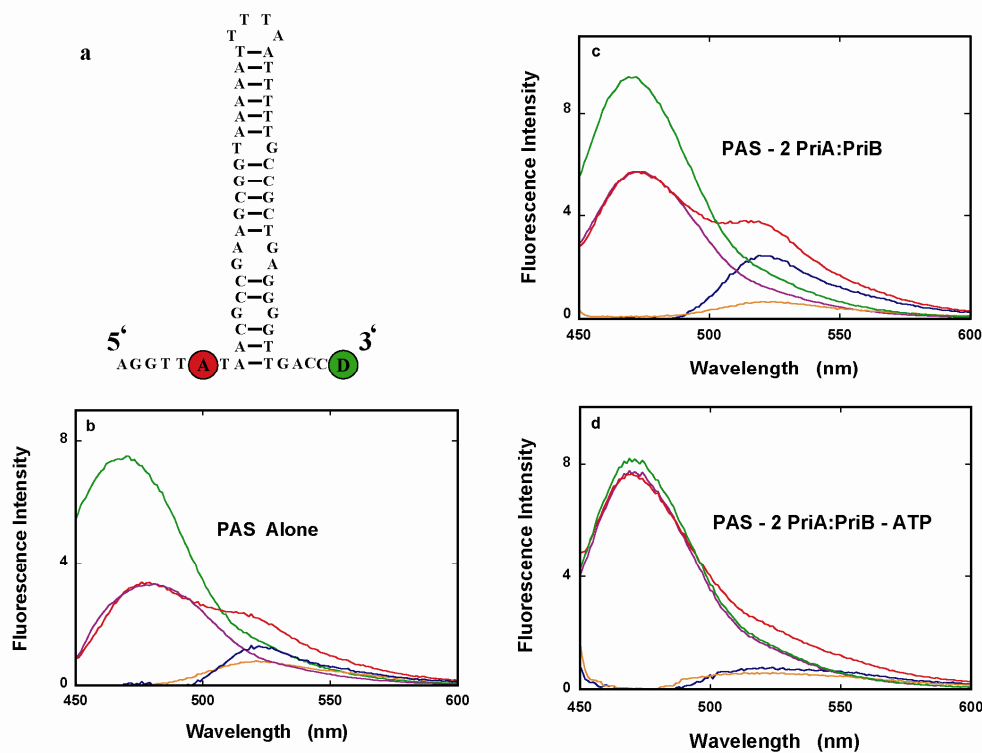 a
T T
T A
T A
A T
A T
A T
A T
A T
T G
G C
G C
C G
G C
A T
A G
G A
C G
C G
G G
C G
A T
5‘ 3‘
A G G T T A T A T G A C C D
b
PAS Alone
Fluorescence Intensity
8
4
0
450 500 550 600
Wavelength (nm)
c
PAS - 2 PriA:PriB
Fluorescence Intensity
8
4
0
450 500 550 600
Wavelength (nm)
d
PAS - 2 PriA:PriB - ATP
Fluorescence Intensity
8
4
0
450 500 550 600
Wavelength (nm)